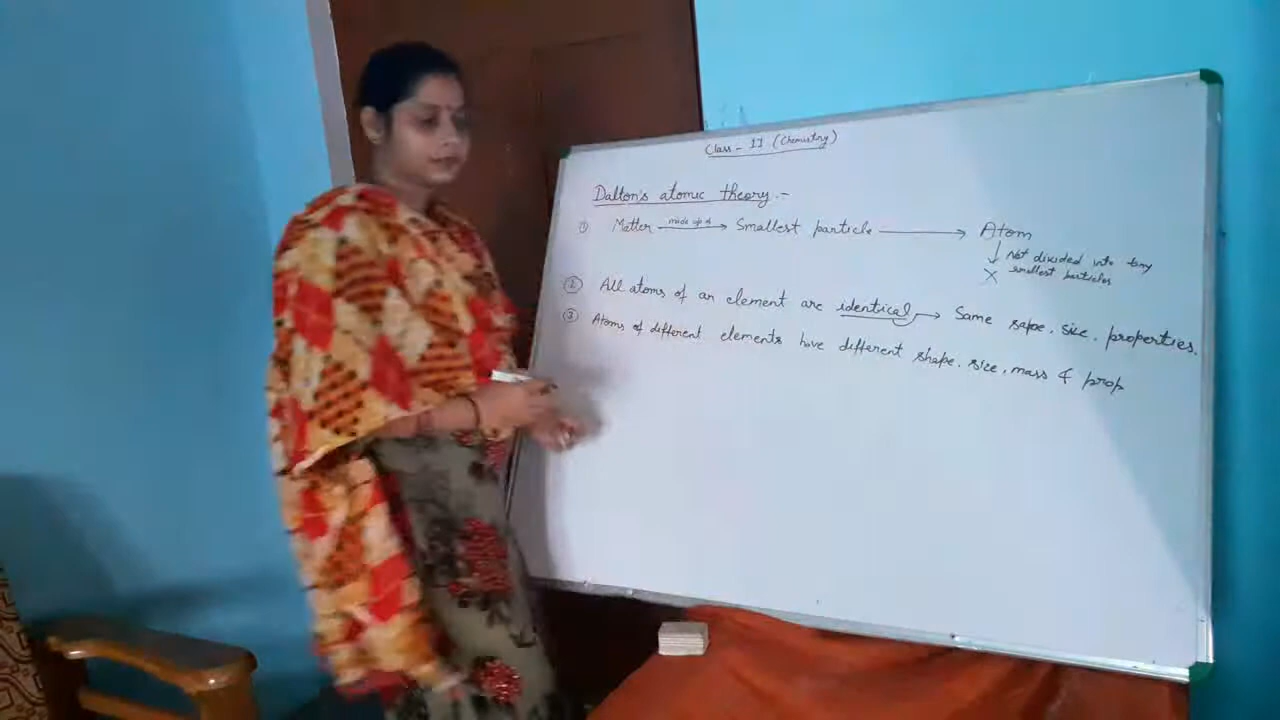 Class - 11 (Chemistry)
Dalton's atomic theory :-
① Matter made up of → Smallest particle → Atom
↓ Not divided into tiny
× smallest particles
② All atoms of an element are identical → Same sape, size, properties.
③ Atoms of different elements have different shape, size, mass & prop